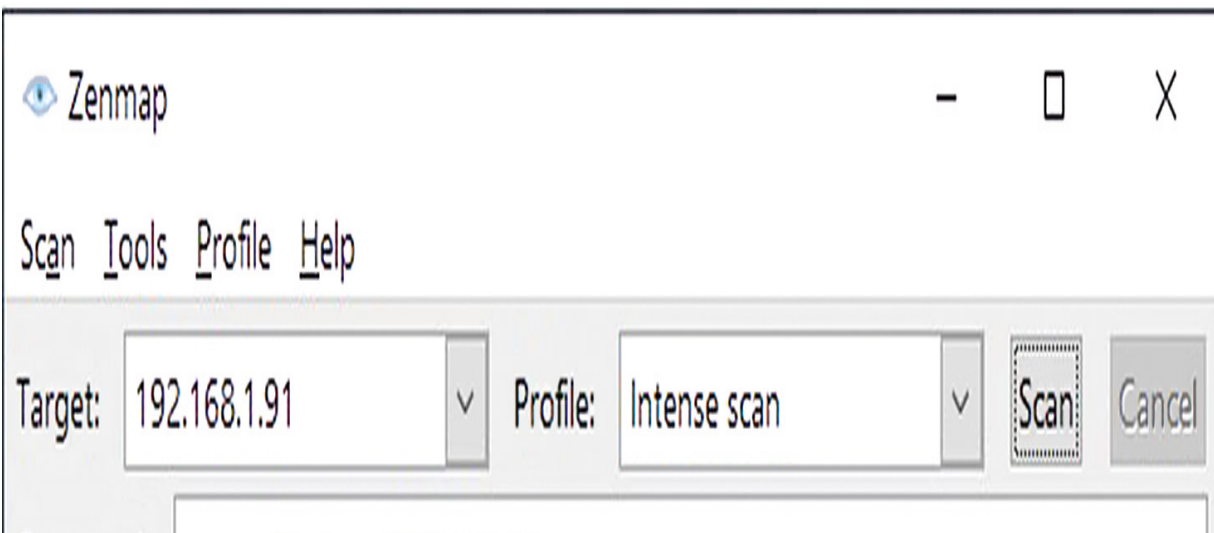 Zenmap
Scan Tools Profile Help
Target: 192.168.1.91 Profile: Intense scan Scan Cancel